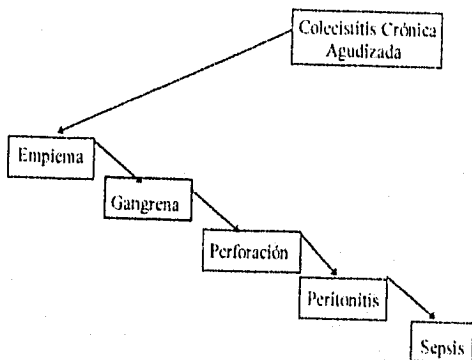 Colecistitis Crónica
Agudizada
Empiema
Gangrena
Perforación
Peritonitis
Sepsis